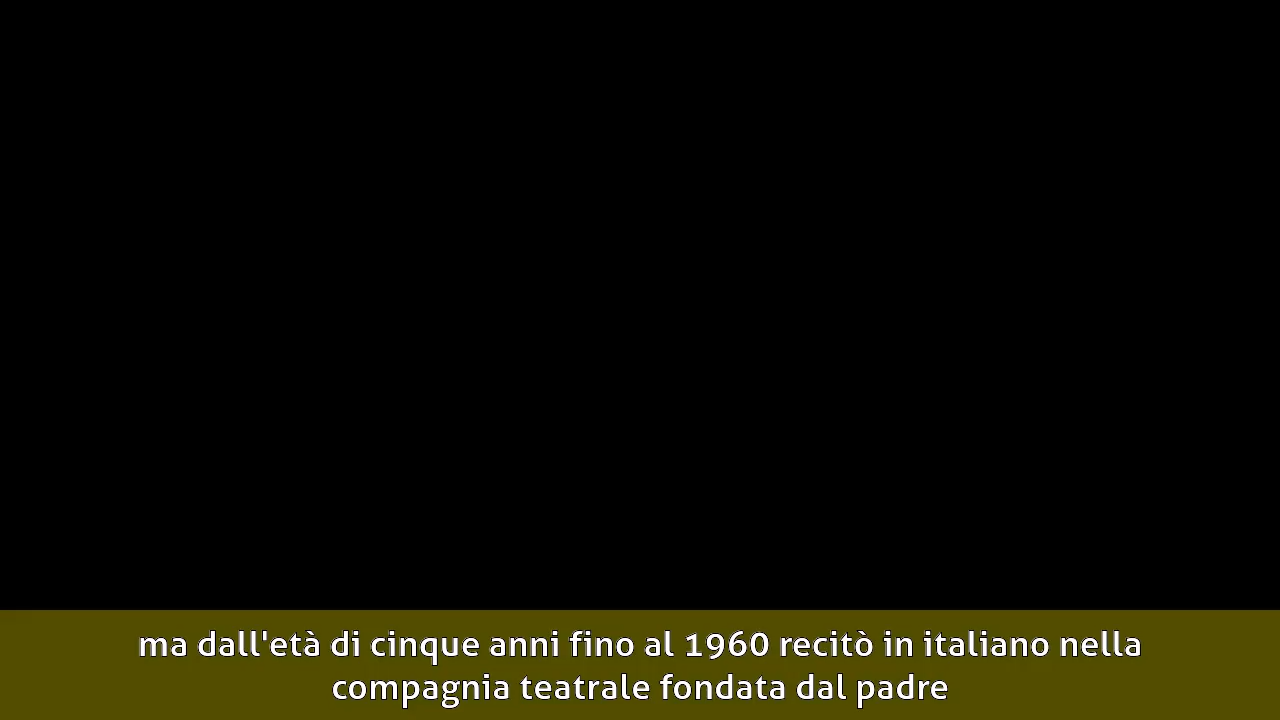 ma dall'età di cinque anni fino al 1960 recitò in italiano nella
compagnia teatrale fondata dal padre